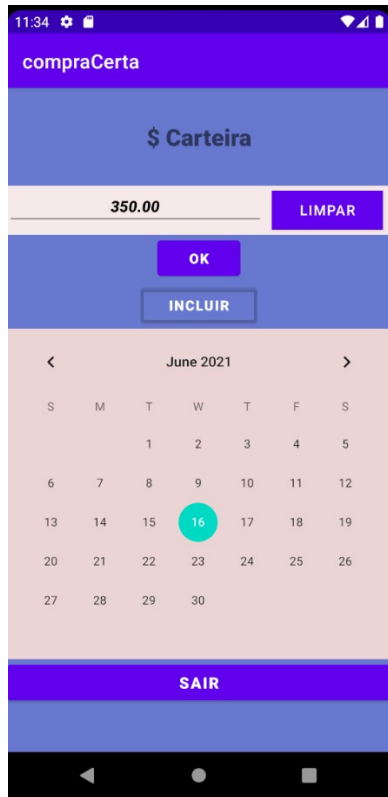 11:34
compraCerta
$ Carteira
350.00 LIMPAR
OK
INCLUIR
June 2021
S M T W T F S
1 2 3 4 5
6 7 8 9 10 11 12
13 14 15 16 17 18 19
20 21 22 23 24 25 26
27 28 29 30
SAIR